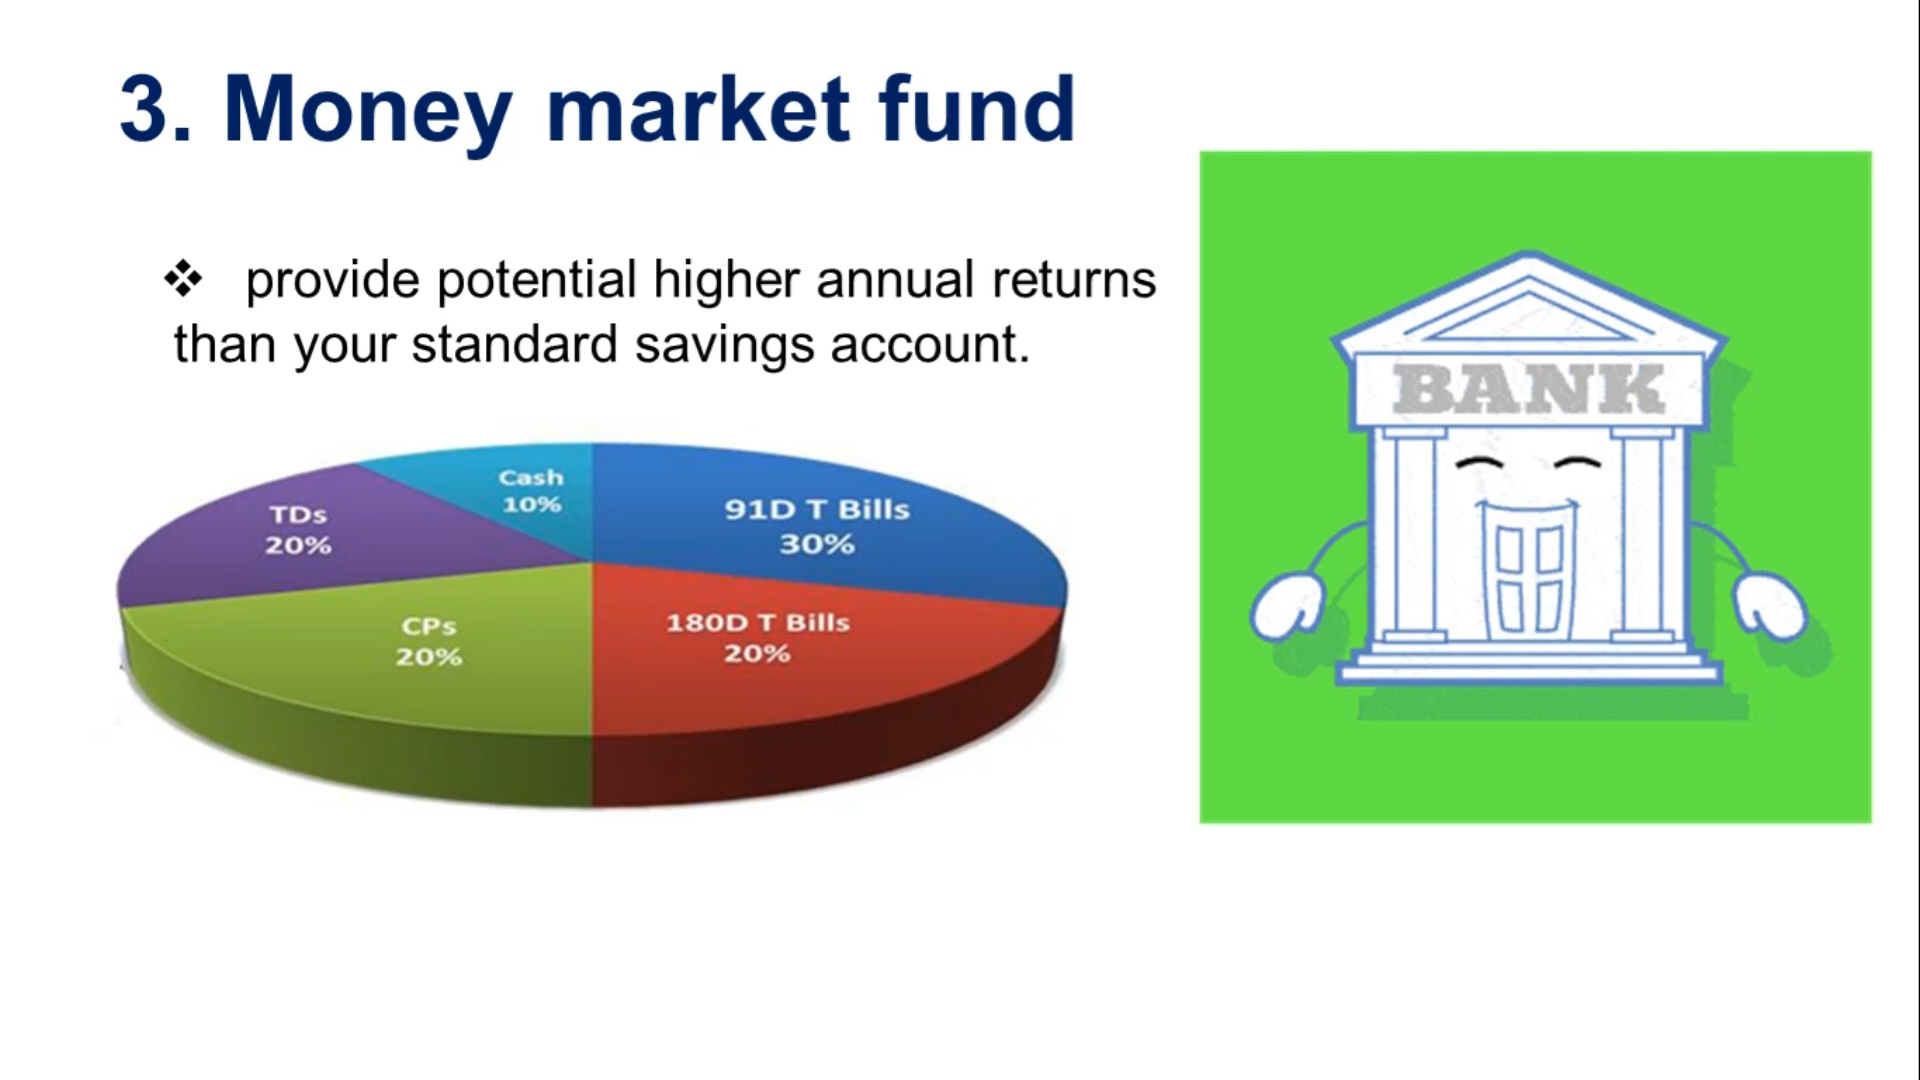 3. Money market fund
❖ provide potential higher annual returns
than your standard savings account.
Cash
10%
91D T Bills
30%
TDs
20%
CPs
20%
180D T Bills
20%
BANK